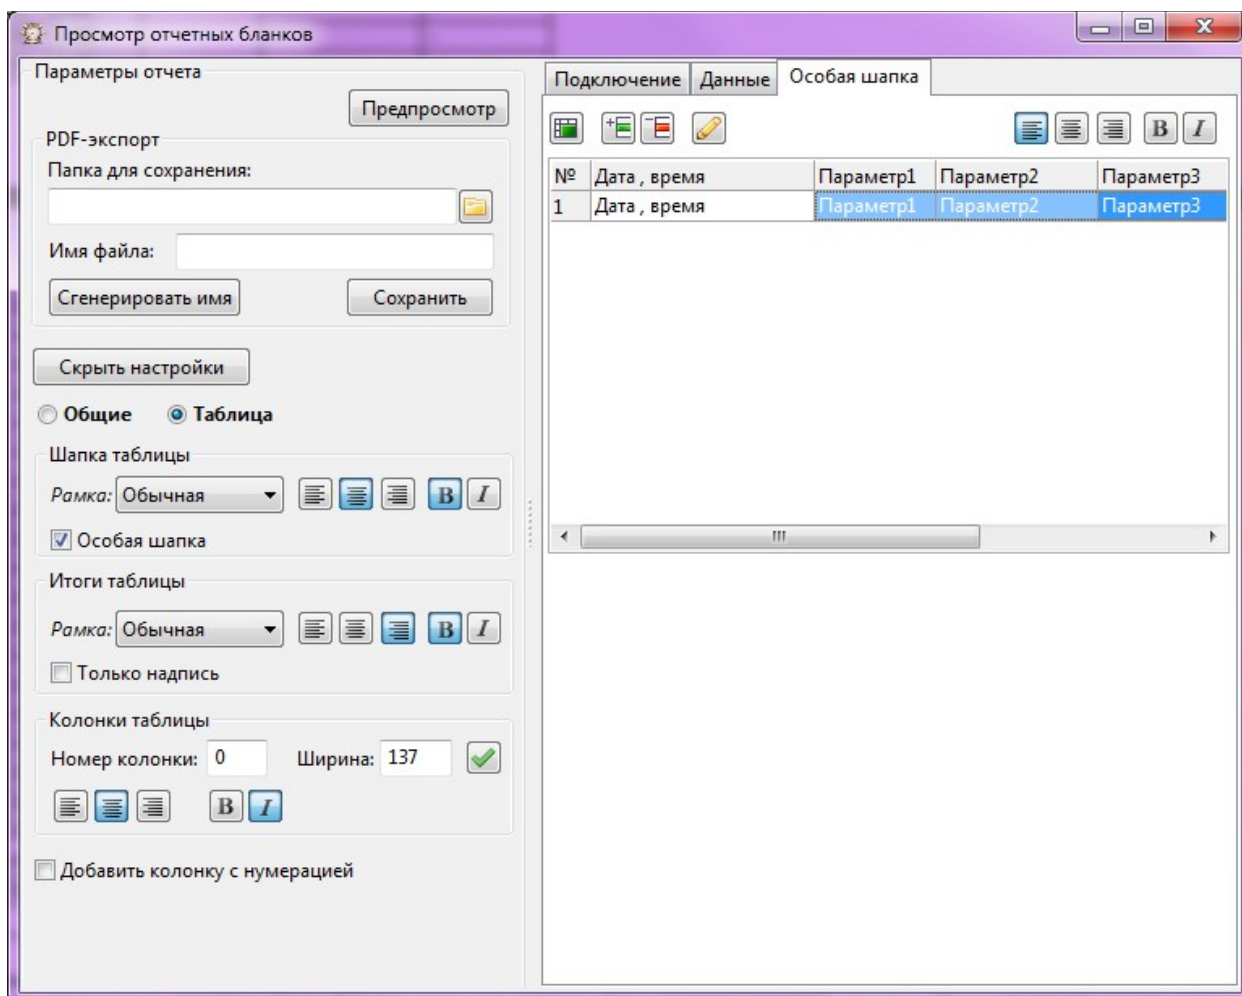 Просмотр отчетных бланков
Параметры отчета
Предпросмотр
PDF-экспорт
Папка для сохранения:
Имя файла:
Сгенерировать имя Сохранить
Скрыть настройки
Общие Таблица
Шапка таблицы
Рамка: Обычная B I
Особая шапка
Итоги таблицы
Рамка: Обычная B I
Только надпись
Колонки таблицы
Номер колонки: 0 Ширина: 137
B I
Добавить колонку с нумерацией
Подключение Данные Особая шапка
B I
№ Дата , время Параметр1 Параметр2 Параметр3
1 Дата , время Параметр1 Параметр2 Параметр3